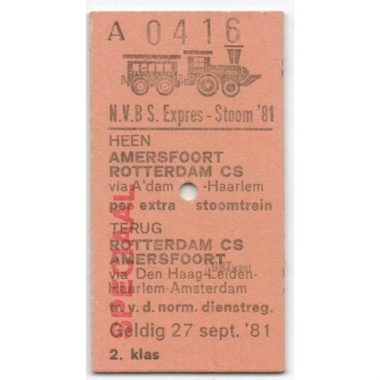 A 0416
N.V.B S. Expres - Stoom '81
HEEN
AMERSFOORT
ROTTERDAM CS
via A'dam -Haarlem
per extra stoomtrein
TERUG
ROTTERDAM CS
AMERSFOORT
via Den Haag-Leiden-
Haarlem-Amsterdam
m.v.d. norm. dienstreg.
Geldig 27 sept. '81
2. klas
SPECIAAL